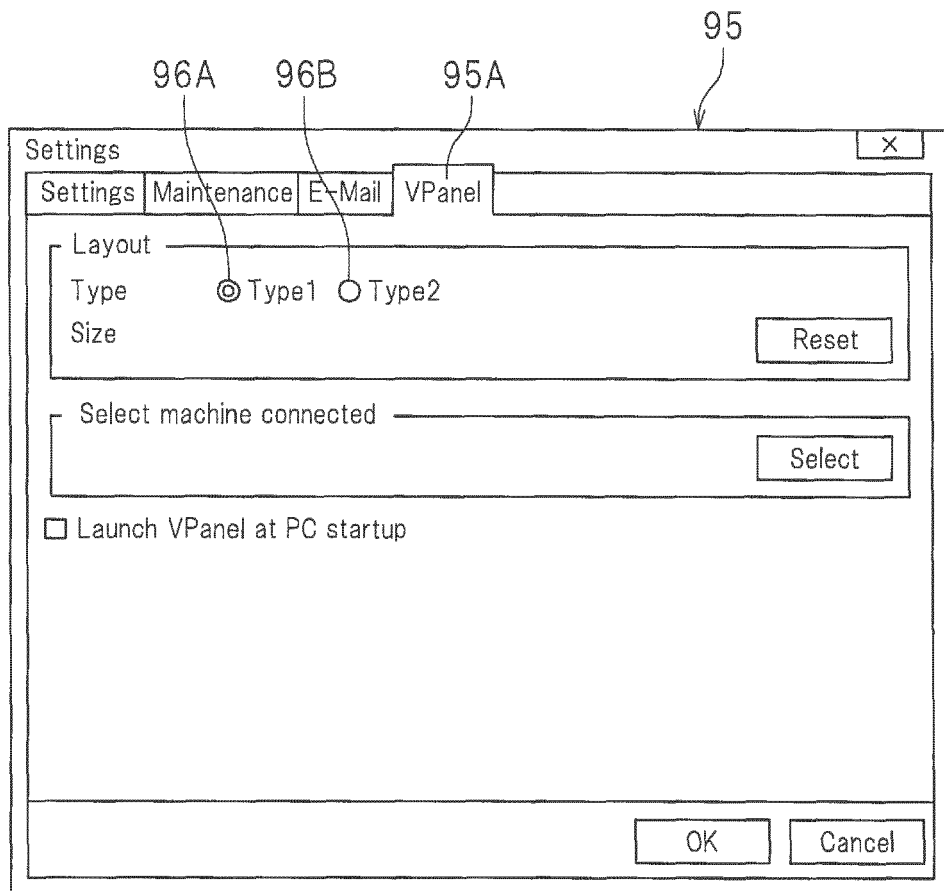 95
96A 96B 95A
Settings ×
Settings Maintenance E-Mail VPanel
Layout
Type Type1 Type2
Size Reset
Select machine connected
Select
Launch VPanel at PC startup
OK Cancel